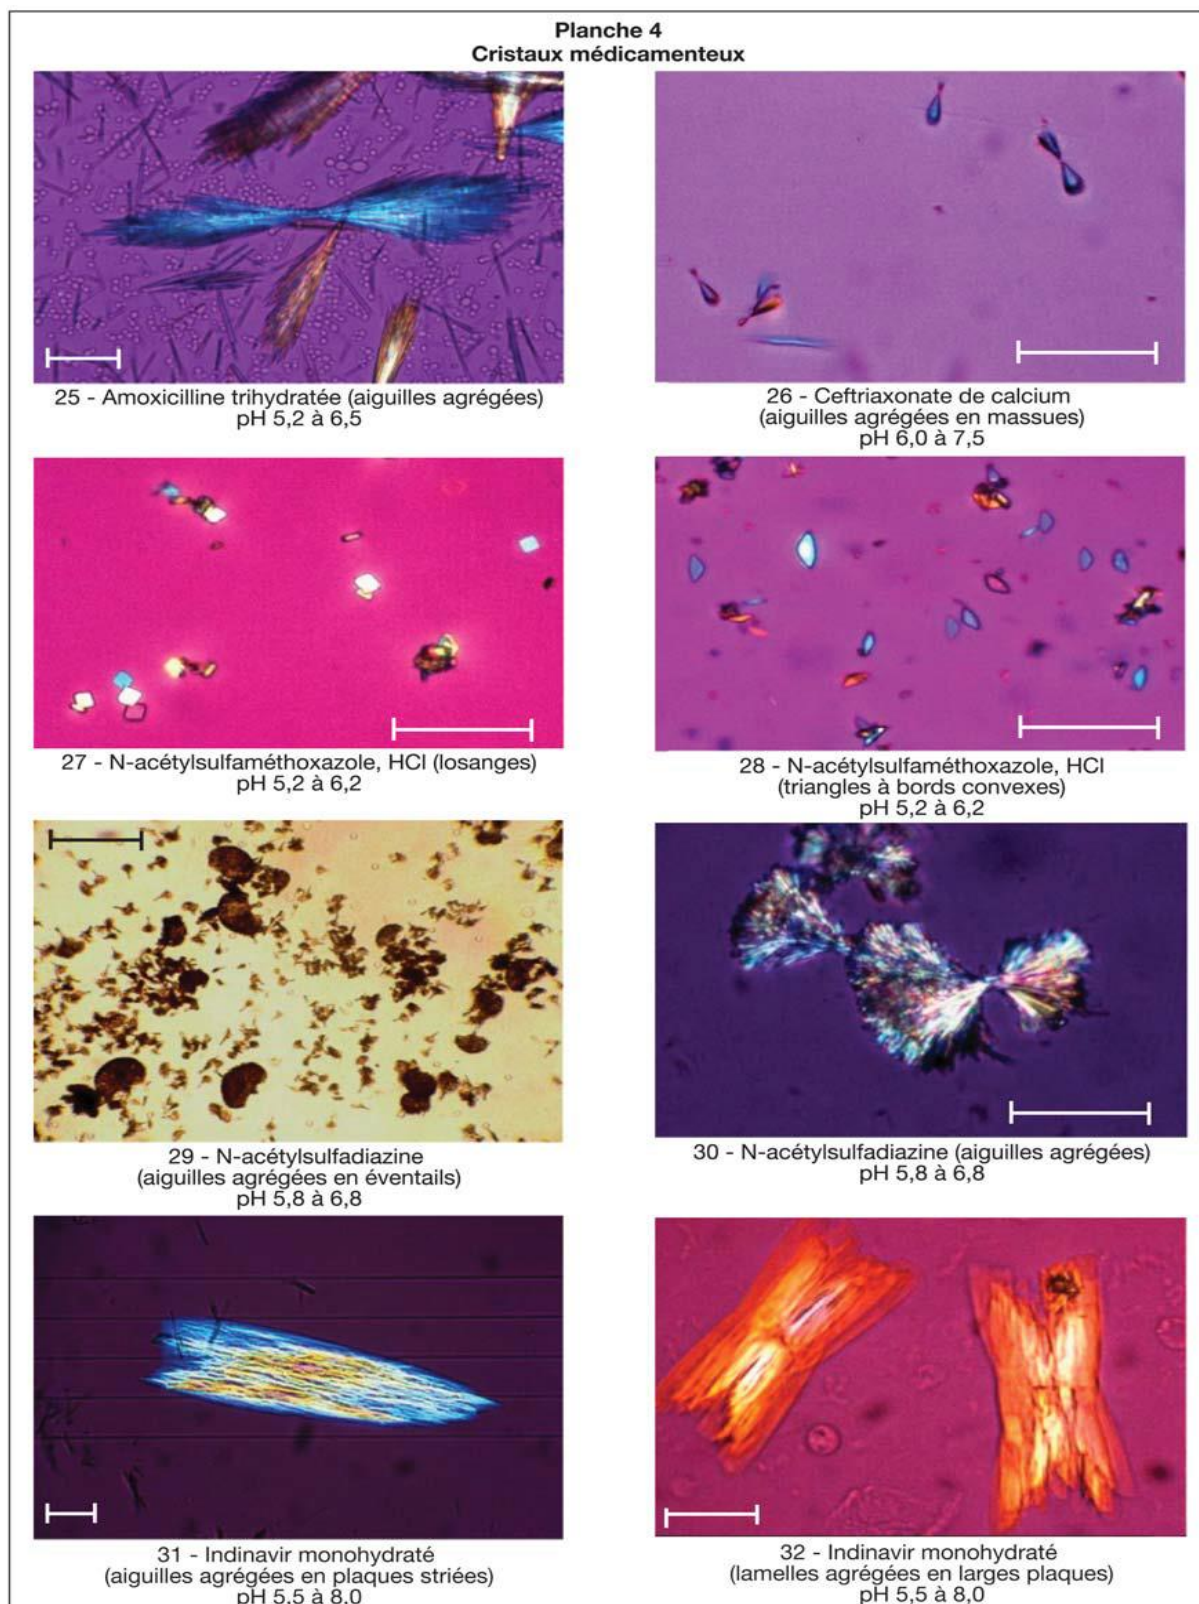 Planche 4
Cristaux médicamenteux
25 - Amoxicilline trihydratée (aiguilles agrégées)
pH 5,2 à 6,5
26 - Ceftriaxonate de calcium
(aiguilles agrégées en massues)
pH 6,0 à 7,5
27 - N-acétylsulfaméthoxazole, HCl (losanges)
pH 5,2 à 6,2
28 - N-acétylsulfaméthoxazole, HCl
(triangles à bords convexes)
pH 5,2 à 6,2
29 - N-acétylsulfadiazine
(aiguilles agrégées en éventails)
pH 5,8 à 6,8
30 - N-acétylsulfadiazine (aiguilles agrégées)
pH 5,8 à 6,8
31 - Indinavir monohydraté
(aiguilles agrégées en plaques striées)
pH 5,5 à 8,0
32 - Indinavir monohydraté
(lamelles agrégées en larges plaques)
pH 5,5 à 8,0